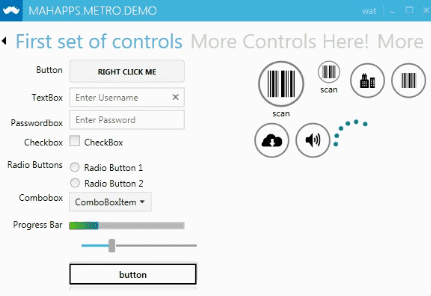 MAHAPPS.METRO.DEMO
wat
First set of controls More Controls Here! More
Button RIGHT CLICK ME
TextBox Enter Username
Passwordbox Enter Password
Checkbox CheckBox
Radio Buttons Radio Button 1
Radio Button 2
Combobox ComboBoxItem
Progress Bar
button
scan
scan